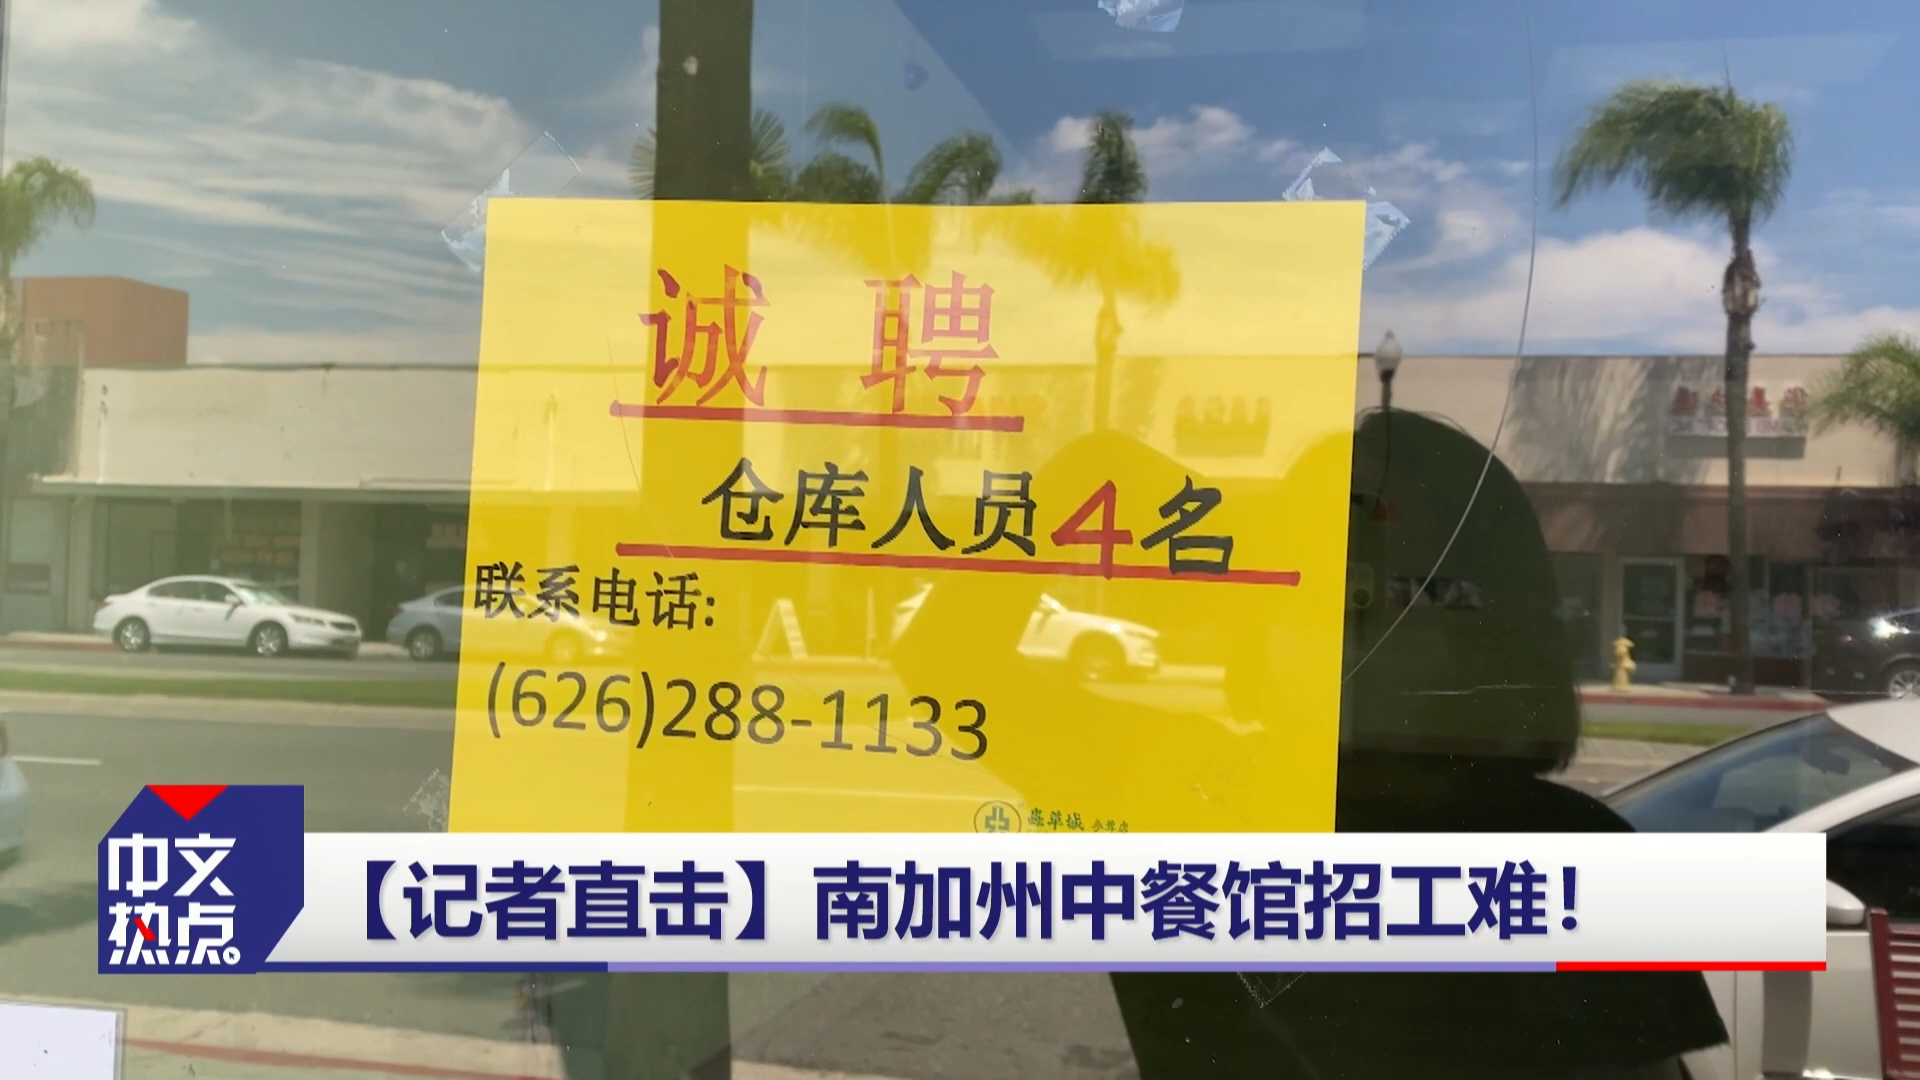 诚聘
仓库人员4名
联系电话:
(626)288-1133
中文
热点
【记者直击】南加州中餐馆招工难!